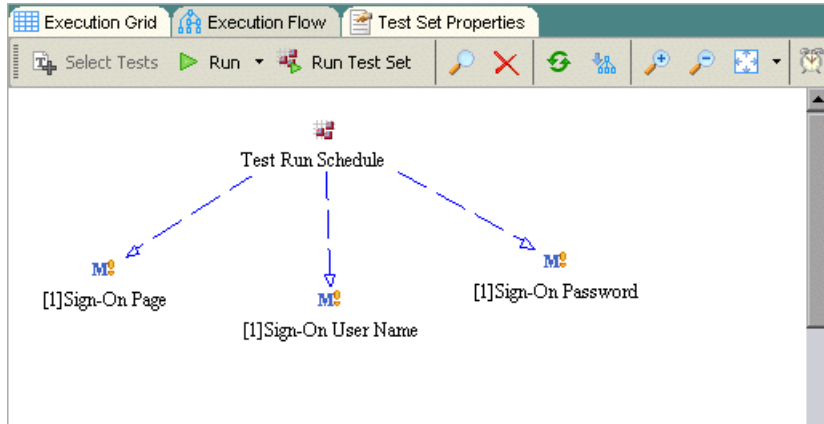 Execution Grid
Execution Flow
Test Set Properties
Select Tests
Run
Run Test Set
Test Run Schedule
M
[1]Sign-On Page
M
[1]Sign-On User Name
M
[1]Sign-On Password